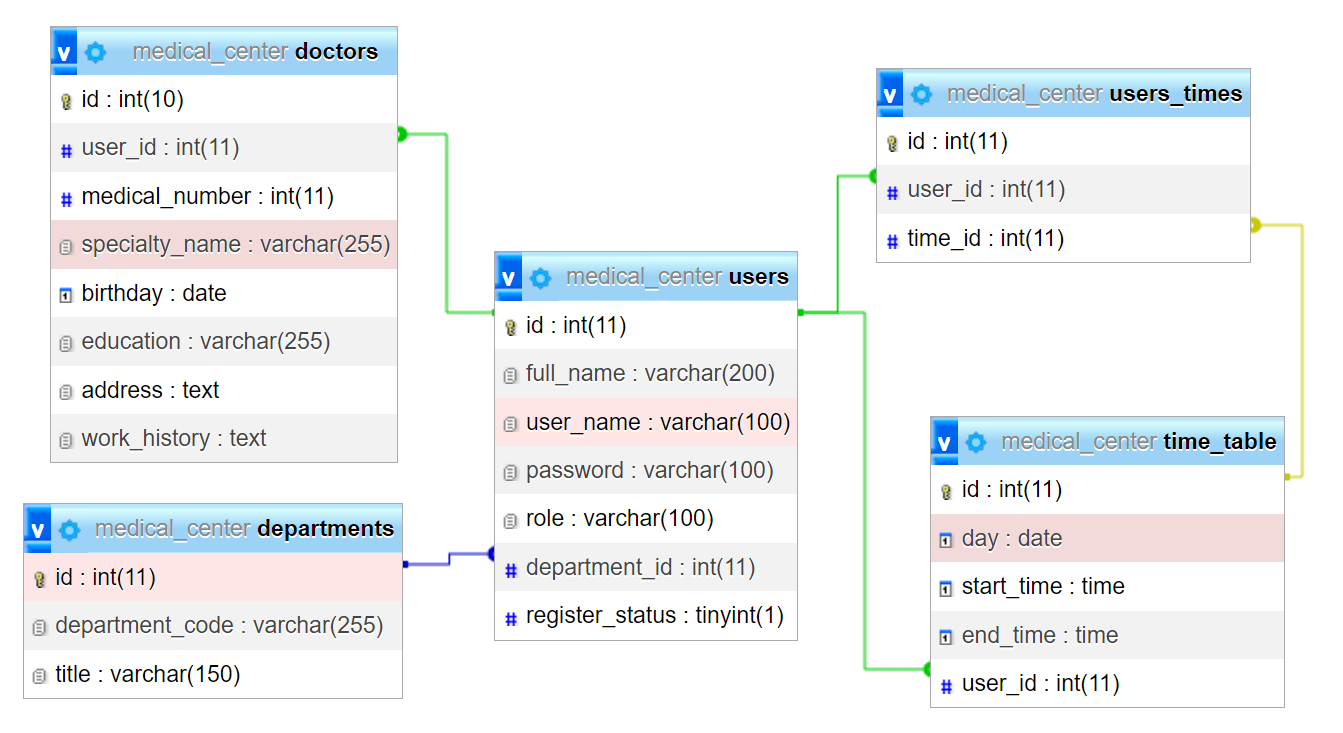 v medical_center doctors
id : int(10)
# user_id : int(11)
# medical_number : int(11)
specialty_name : varchar(255)
birthday : date
education : varchar(255)
address : text
work_history : text
v medical_center departments
id : int(11)
department_code : varchar(255)
title : varchar(150)
v medical_center users
id : int(11)
full_name : varchar(200)
user_name : varchar(100)
password : varchar(100)
role : varchar(100)
# department_id : int(11)
# register_status : tinyint(1)
v medical_center users_times
id : int(11)
# user_id : int(11)
# time_id : int(11)
v medical_center time_table
id : int(11)
day : date
start_time : time
end_time : time
# user_id : int(11)